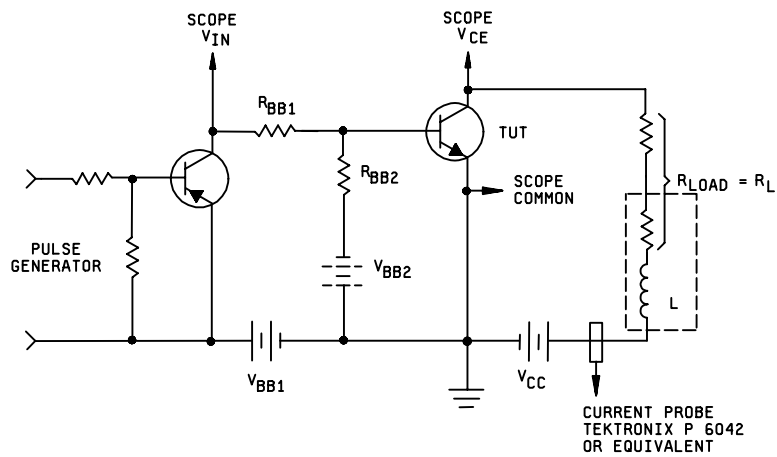 SCOPE
VIN
SCOPE
VCE
RBB1
TUT
RBB2
SCOPE
COMMON
RLOAD = RL
PULSE
GENERATOR
VBB2
L
VBB1
VCC
CURRENT PROBE
TEKTRONIX P 6042
OR EQUIVALENT